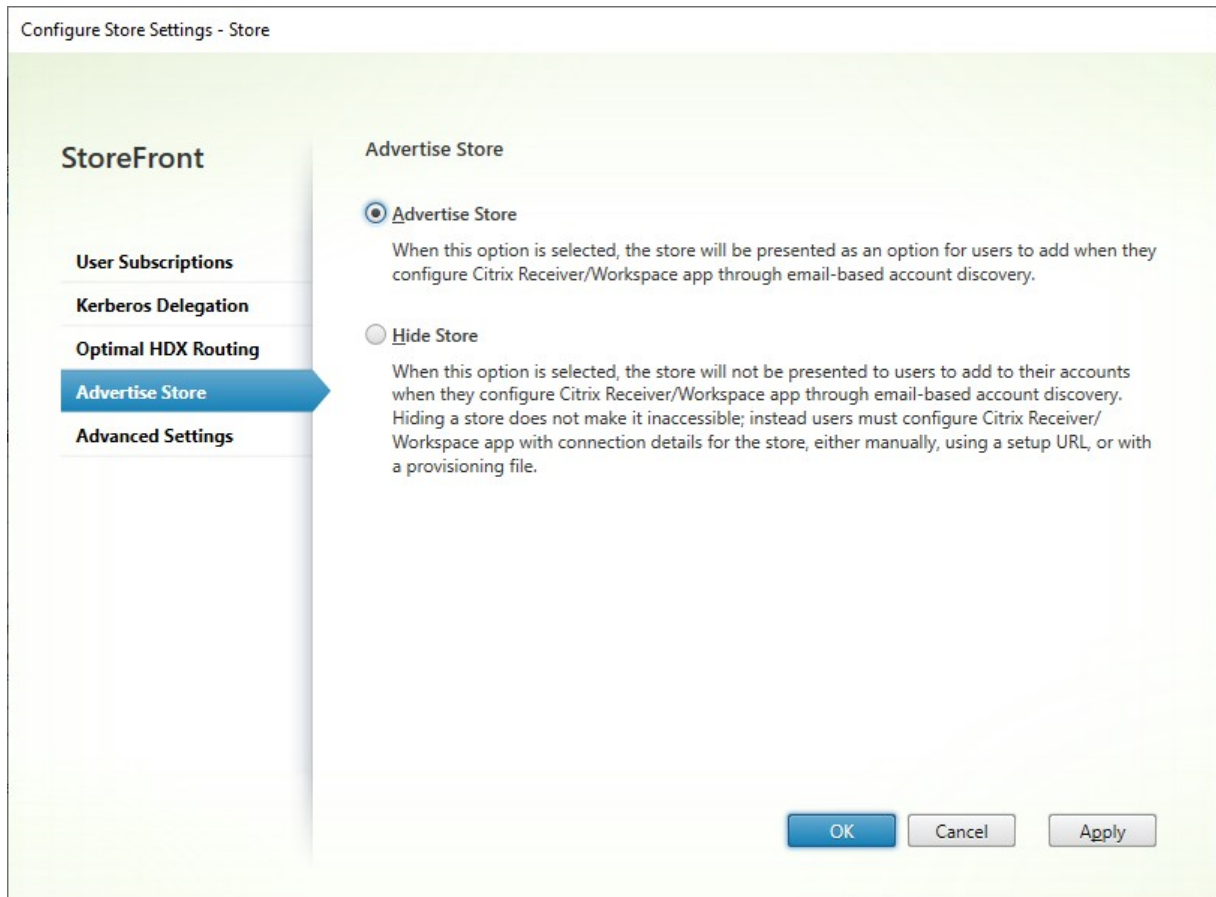 Configure Store Settings - Store
StoreFront
User Subscriptions
Kerberos Delegation
Optimal HDX Routing
Advertise Store
Advanced Settings
Advertise Store
Advertise Store
When this option is selected, the store will be presented as an option for users to add when they
configure Citrix Receiver/Workspace app through email-based account discovery.
Hide Store
When this option is selected, the store will not be presented to users to add to their accounts
when they configure Citrix Receiver/Workspace app through email-based account discovery.
Hiding a store does not make it inaccessible; instead users must configure Citrix Receiver/
Workspace app with connection details for the store, either manually, using a setup URL, or with
a provisioning file.
OK
Cancel
Apply